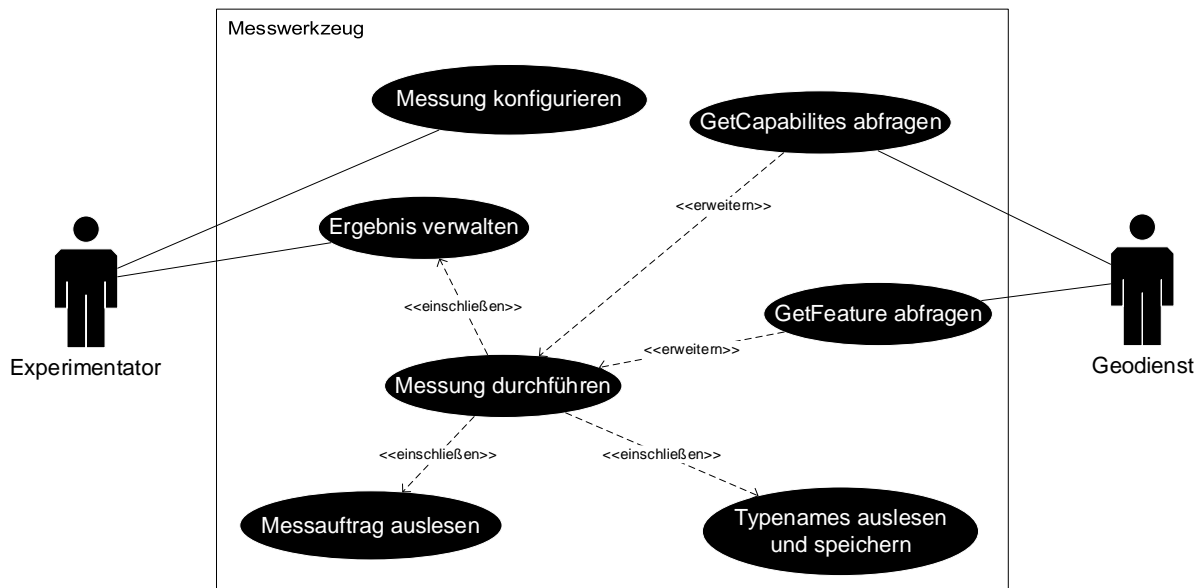 Messwerkzeug
Messung konfigurieren
GetCapabilites abfragen
<<erweitern>>
Ergebnis verwalten
<<einschließen>>
GetFeature abfragen
<<erweitern>>
Experimentator
Geodienst
Messung durchführen
<<einschließen>>
<<einschließen>>
Messauftrag auslesen
Typenames auslesen
und speichern